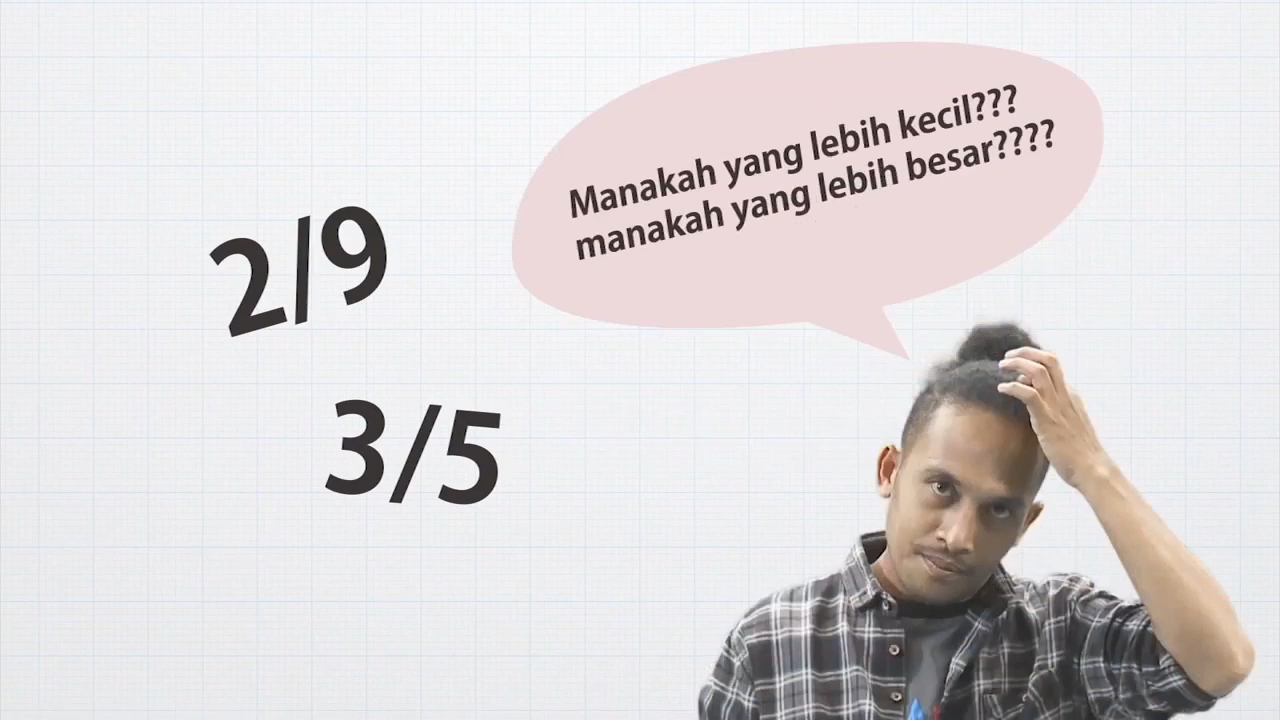 Manakah yang lebih kecil???
manakah yang lebih besar????
2/9
3/5